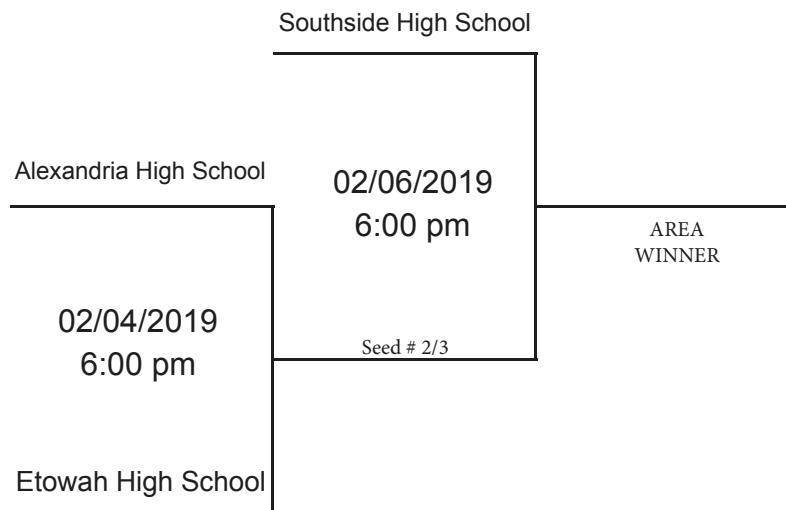 Southside High School
Alexandria High School
02/06/2019
6:00 pm
AREA
WINNER
02/04/2019
6:00 pm
Seed # 2/3
Etowah High School